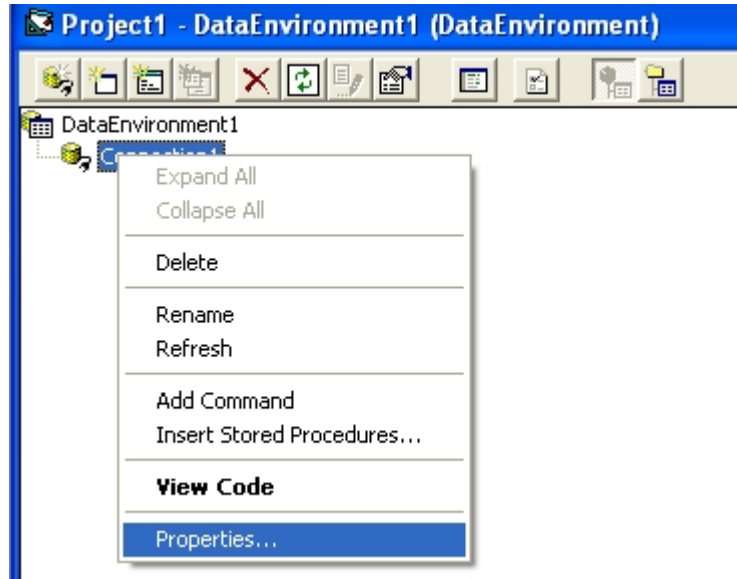 Project1 - DataEnvironment1 (DataEnvironment)
DataEnvironment1
Expand All
Collapse All
Delete
Rename
Refresh
Add Command
Insert Stored Procedures...
View Code
Properties...